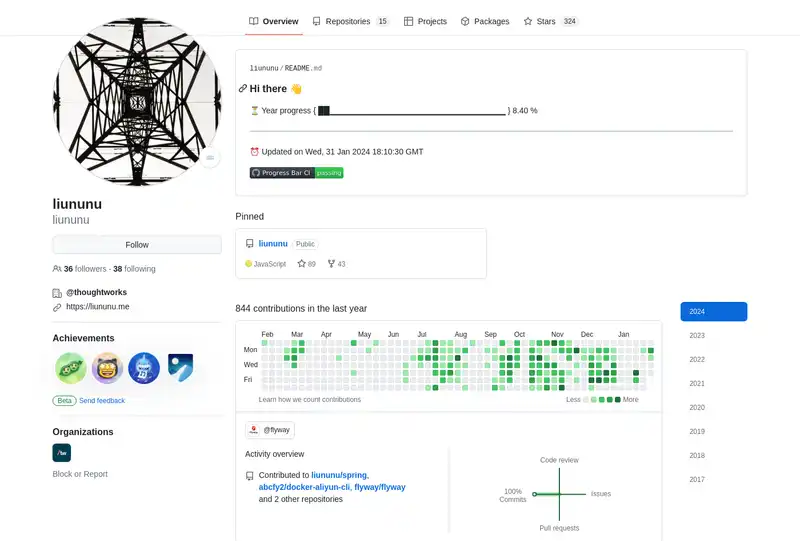 Overview
Repositories 15
Projects
Packages
Stars 324
liununu/README.md
Hi there 👋
⏳ Year progress { ██▁▁▁▁▁▁▁▁▁▁▁▁▁▁▁▁▁▁▁▁▁▁▁▁▁▁▁▁ } 8.40 %
⏰ Updated on Wed, 31 Jan 2024 18:10:30 GMT
Progress Bar CI passing
liununu
liununu
Follow
36 followers · 38 following
@thoughtworks
https://liununu.me
Achievements
Beta Send feedback
Organizations
Block or Report
Pinned
liununu Public
JavaScript 89 43
844 contributions in the last year
2024
2023
2022
2021
2020
2019
2018
2017
Feb Mar Apr May Jun Jul Aug Sep Oct Nov Dec Jan
Mon
Wed
Fri
Learn how we count contributions
Less More
@flyway
Activity overview
Contributed to liununu/spring,
abcfy2/docker-aliyun-cli, flyway/flyway
and 2 other repositories
Code review
100%
Commits
Issues
Pull requests